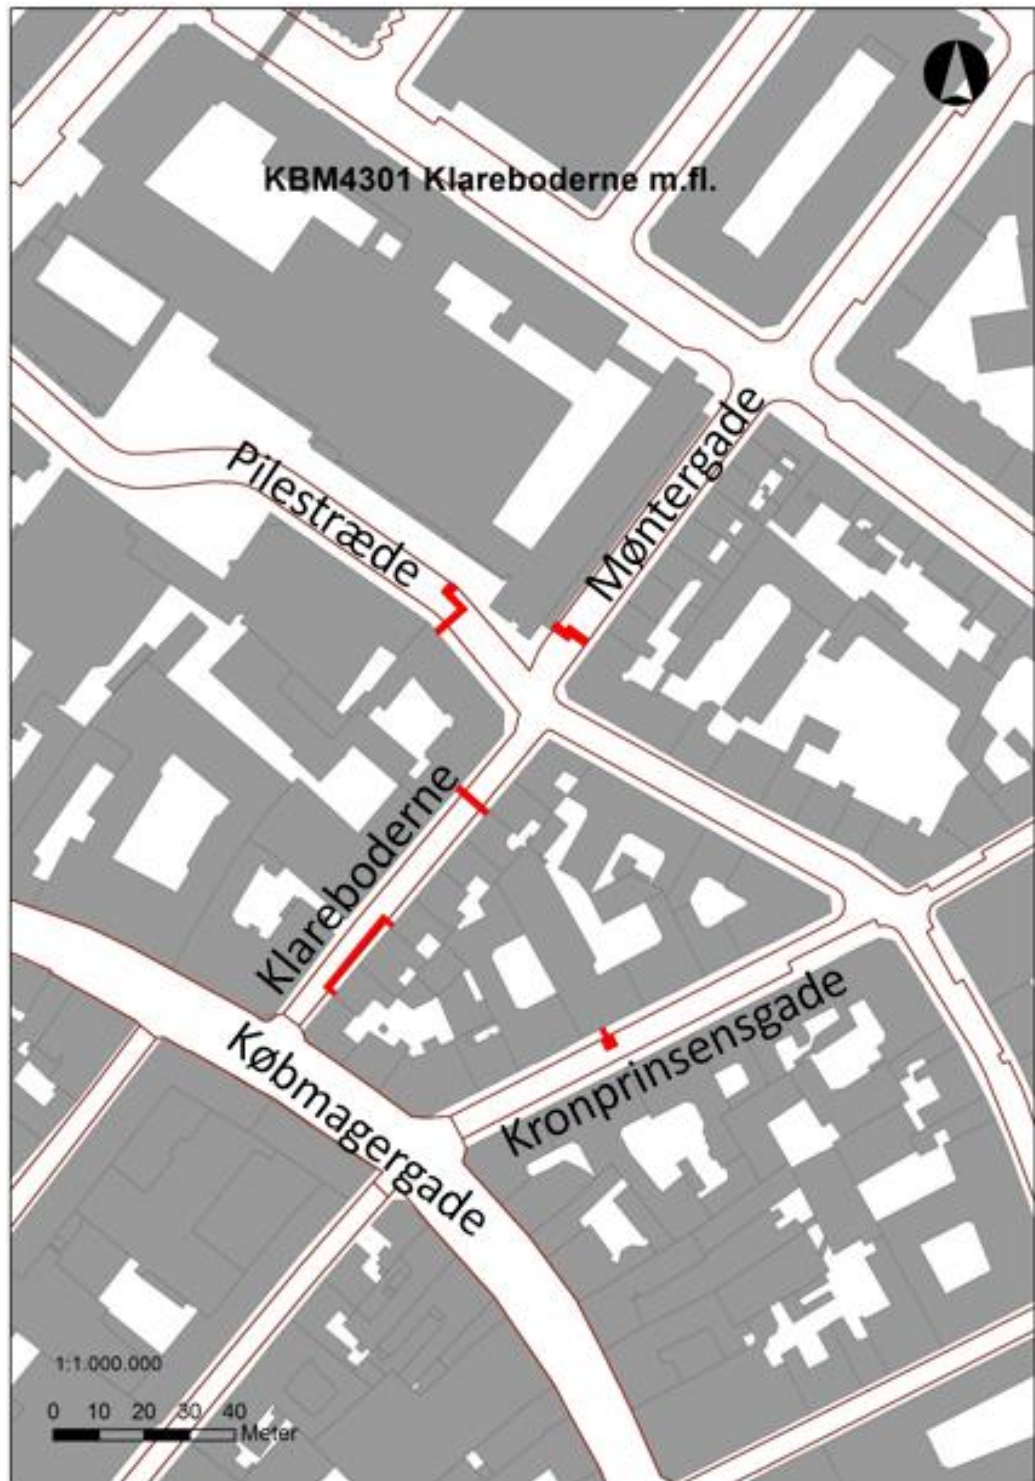 KBM4301 Klareboderne m.fl.
Pilestræde
Møntergade
Klareboderne
Købmagergade
Kronprinsensgade
1:1.000.000
0 10 20 30 40
Meter